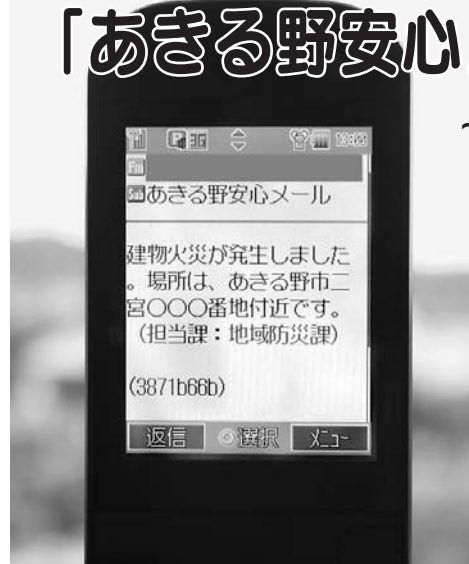 「あきる野安心
3G
Sub あきる野安心メール
建物火災が発生しました
。場所は、あきる野市二
宮〇〇〇番地付近です。
(担当課：地域防災課)
(3871b66b)
返信 選択 メニュー